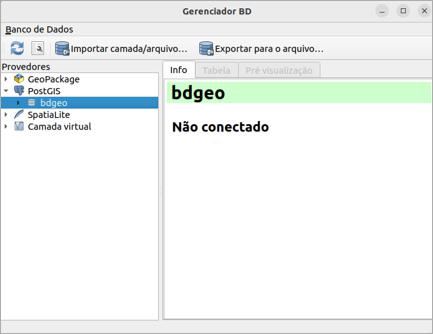 Gerenciador BD
Banco de Dados
Importar camada/arquivo… Exportar para o arquivo…
Provedores
GeoPackage
PostGIS
bdgeo
SpatiaLite
Camada virtual
Info Tabela Pré visualização
bdgeo
Não conectado